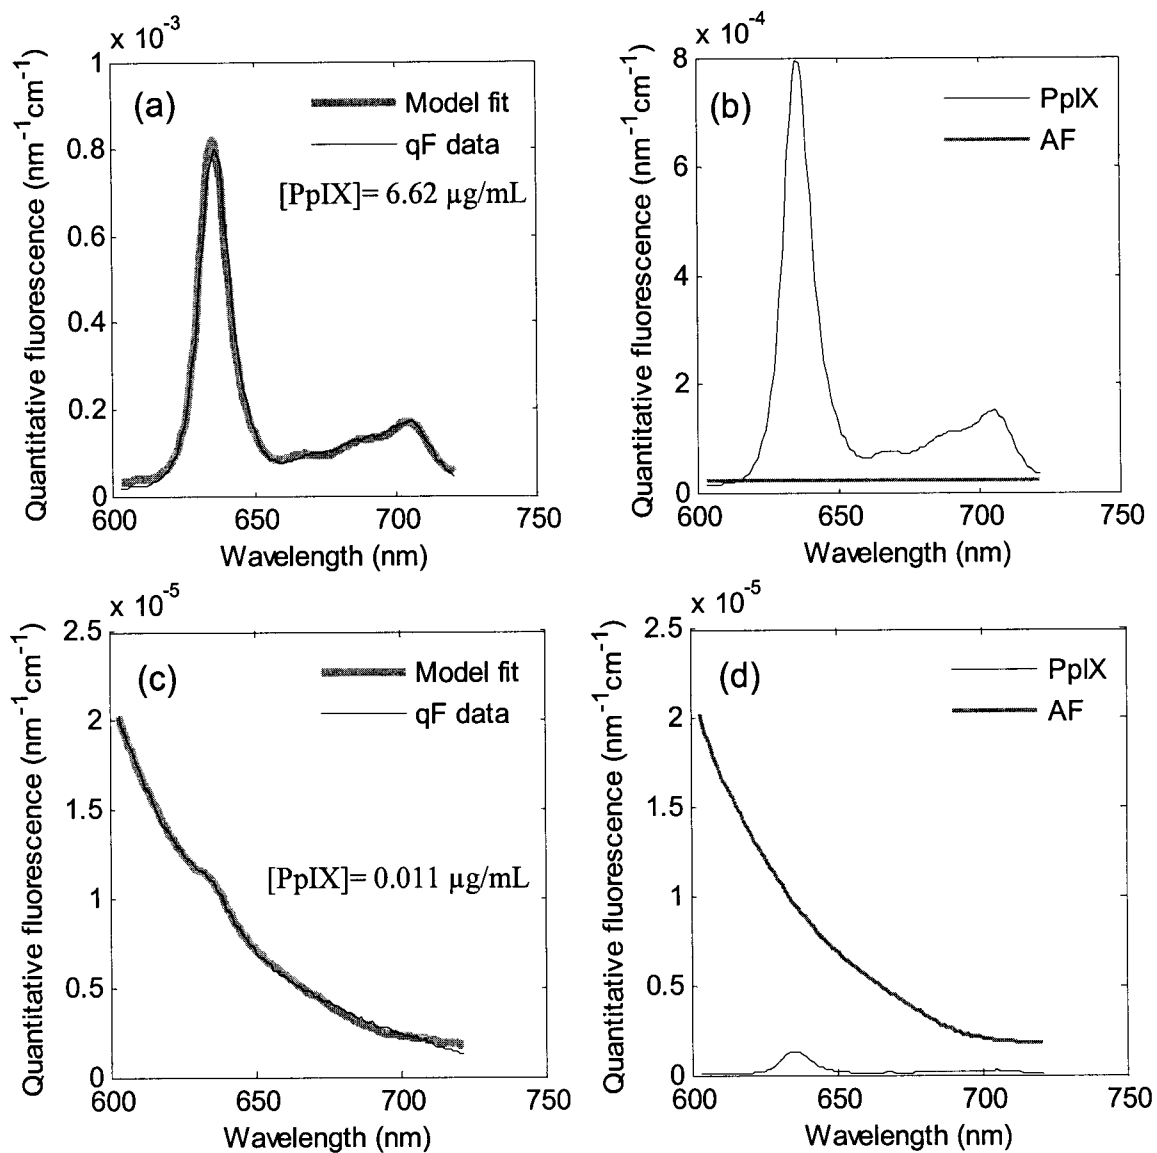 x 10^-3
Quantitative fluorescence (nm^-1cm^-1)
1
0.8
0.6
0.4
0.2
0
(a)
Model fit
qF data
[PpIX]= 6.62 µg/mL
600 650 700 750
Wavelength (nm)
x 10^-4
Quantitative fluorescence (nm^-1cm^-1)
8
6
4
2
0
(b)
PpIX
AF
600 650 700 750
Wavelength (nm)
x 10^-5
Quantitative fluorescence (nm^-1cm^-1)
2.5
2
1.5
1
0.5
0
(c)
Model fit
qF data
[PpIX]= 0.011 µg/mL
600 650 700 750
Wavelength (nm)
x 10^-5
Quantitative fluorescence (nm^-1cm^-1)
2.5
2
1.5
1
0.5
0
(d)
PpIX
AF
600 650 700 750
Wavelength (nm)